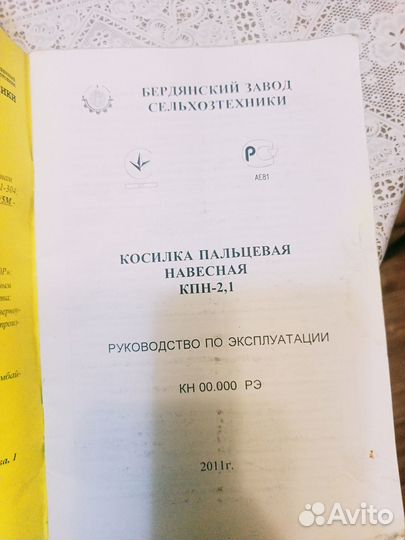 БЕРДЯНСКИЙ ЗАВОД
СЕЛЬХОЗТЕХНИКИ
АЕ81
КОСИЛКА ПАЛЬЦЕВАЯ
НАВЕСНАЯ
КПН-2,1
РУКОВОДСТВО ПО ЭКСПЛУАТАЦИИ
КН 00.000 РЭ
2011г.
Avito